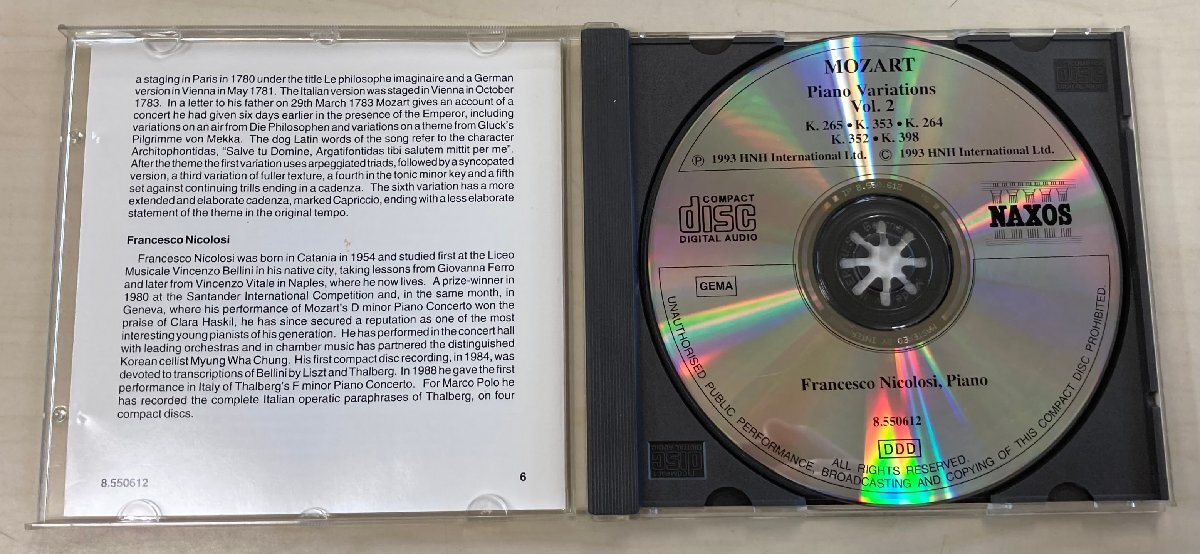 a staging in Paris in 1780 under the title Le philosophe imaginaire and a German
version in Vienna in May 1781. The Italian version was staged in Vienna in October
1783. In a letter to his father on 29th March 1783 Mozart gives an account of a
concert he had given six days earlier in the presence of the Emperor, including
variations on an air from Die Philosophen and variations on a theme from Gluck's
Pilgrimme von Mekka. The dog Latin words of the song refer to the character
Architophontidas, "Salve tu Domine, Argatifontidas tibi salutem mittit per me".
After the theme the first variation uses arpeggiated triads, followed by a syncopated
version, a third variation of fuller texture, a fourth in the tonic minor key and a fifth
set against continuing trills ending in a cadenza. The sixth variation has a more
extended and elaborate cadenza, marked Capriccio, ending with a less elaborate
statement of the theme in the original tempo.
Francesco Nicolosi
Francesco Nicolosi was born in Catania in 1954 and studied first at the Liceo
Musicale Vincenzo Bellini in his native city, taking lessons from Giovanna Ferro
and later from Vincenzo Vitale in Naples, where he now lives. A prize-winner in
1980 at the Santander International Competition and, in the same month, in
Geneva, where his performance of Mozart's D minor Piano Concerto won the
praise of Clara Haskil, he has since secured a reputation as one of the most
interesting young pianists of his generation. He has performed in the concert hall
with leading orchestras and in chamber music has partnered the distinguished
Korean cellist Myung Wha Chung. His first compact disc recording, in 1984, was
devoted to transcriptions of Bellini by Liszt and Thalberg. In 1988 he gave the first
performance in Italy of Thalberg's F minor Piano Concerto. For Marco Polo he
has recorded the complete Italian operatic paraphrases of Thalberg, on four
compact discs.
8.550612
6
MOZART
Piano Variations
Vol. 2
K. 265 • K. 353 • K. 264
K. 352 • K. 398
℗ 1993 HNH International Ltd. © 1993 HNH International Ltd.
COMPACT
disc
DIGITAL AUDIO
NAXOS
GEMA
Francesco Nicolosi, Piano
8.550612
DDD
ALL RIGHTS RESERVED.
UNAUTHORISED PUBLIC PERFORMANCE, BROADCASTING AND COPYING OF THIS COMPACT DISC PROHIBITED.
COMPACT
disc
DIGITAL AUDIO
COMPACT
disc
DIGITAL AUDIO